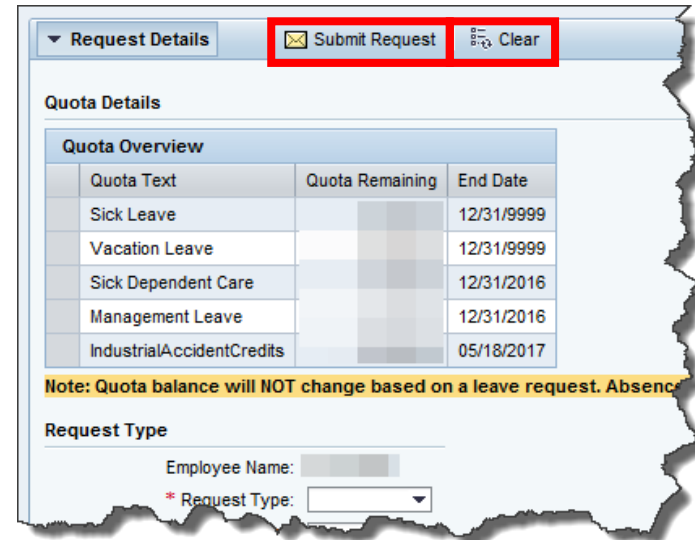 Request Details Submit Request Clear
Quota Details
Quota Overview
Quota Text Quota Remaining End Date
Sick Leave 12/31/9999
Vacation Leave 12/31/9999
Sick Dependent Care 12/31/2016
Management Leave 12/31/2016
IndustrialAccidentCredits 05/18/2017
Note: Quota balance will NOT change based on a leave request. Absence
Request Type
Employee Name:
* Request Type: